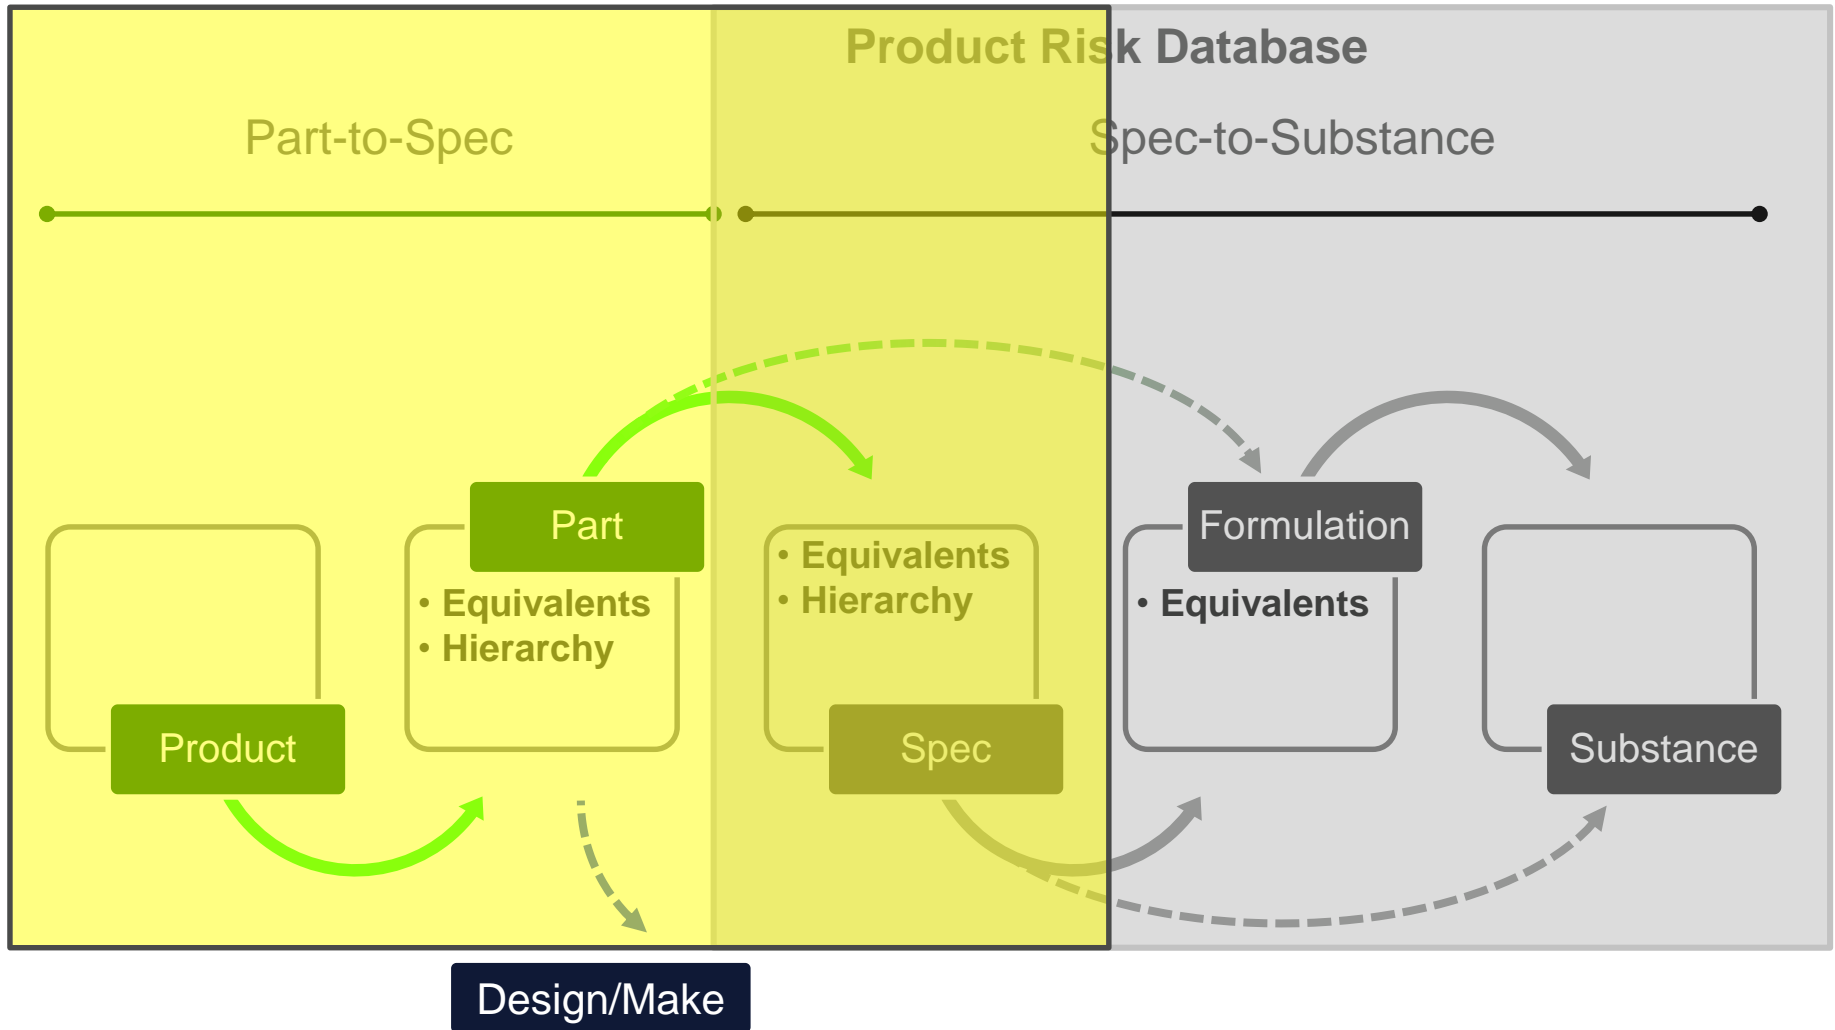 Product Risk Database
Part-to-Spec
Spec-to-Substance
Product
Part
• Equivalents
• Hierarchy
• Equivalents
• Hierarchy
Spec
Formulation
• Equivalents
Substance
Design/Make